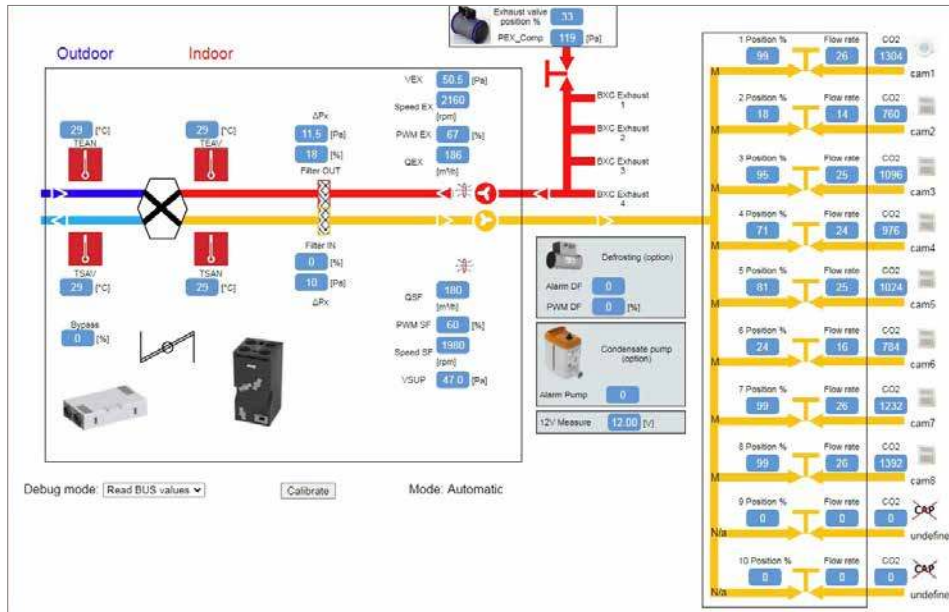 Exhaust valve
position %
33
PEX_Comp
119
[Pa]
Outdoor
Indoor
VEX
50.5
[Pa]
Speed EX
2160
[rpm]
PWM EX
67
[%]
QEX
186
[m³/h]
29
[°C]
TEAN
29
[°C]
TEAV
ΔPx
11.5
[Pa]
18
[%]
Filter OUT
BXC Exhaust
1
BXC Exhaust
2
BXC Exhaust
3
BXC Exhaust
4
TSAV
29
[°C]
TSAN
29
[°C]
Filter IN
0
[%]
10
[Pa]
ΔPx
Bypass
0
[%]
QSF
180
[m³/h]
PWM SF
60
[%]
Speed SF
1980
[rpm]
VSUP
47.0
[Pa]
Defrosting (option)
Alarm DF
0
PWM DF
0
[%]
Condensate pump
(option)
Alarm Pump
0
12V Measure
12.00
[V]
1 Position %
Flow rate
CO2
99
26
1304
M
cam1
2 Position %
Flow rate
CO2
18
14
760
M
cam2
3 Position %
Flow rate
CO2
95
25
1096
M
cam3
4 Position %
Flow rate
CO2
71
24
976
M
cam4
5 Position %
Flow rate
CO2
81
25
1024
M
cam5
6 Position %
Flow rate
CO2
24
16
784
M
cam6
7 Position %
Flow rate
CO2
99
26
1232
M
cam7
8 Position %
Flow rate
CO2
99
26
1392
M
cam8
9 Position %
Flow rate
CO2
0
0
0
CAP
N/a
undefine
10 Position %
Flow rate
CO2
0
0
0
CAP
N/a
undefine
Debug mode:
Read BUS values
Calibrate
Mode: Automatic